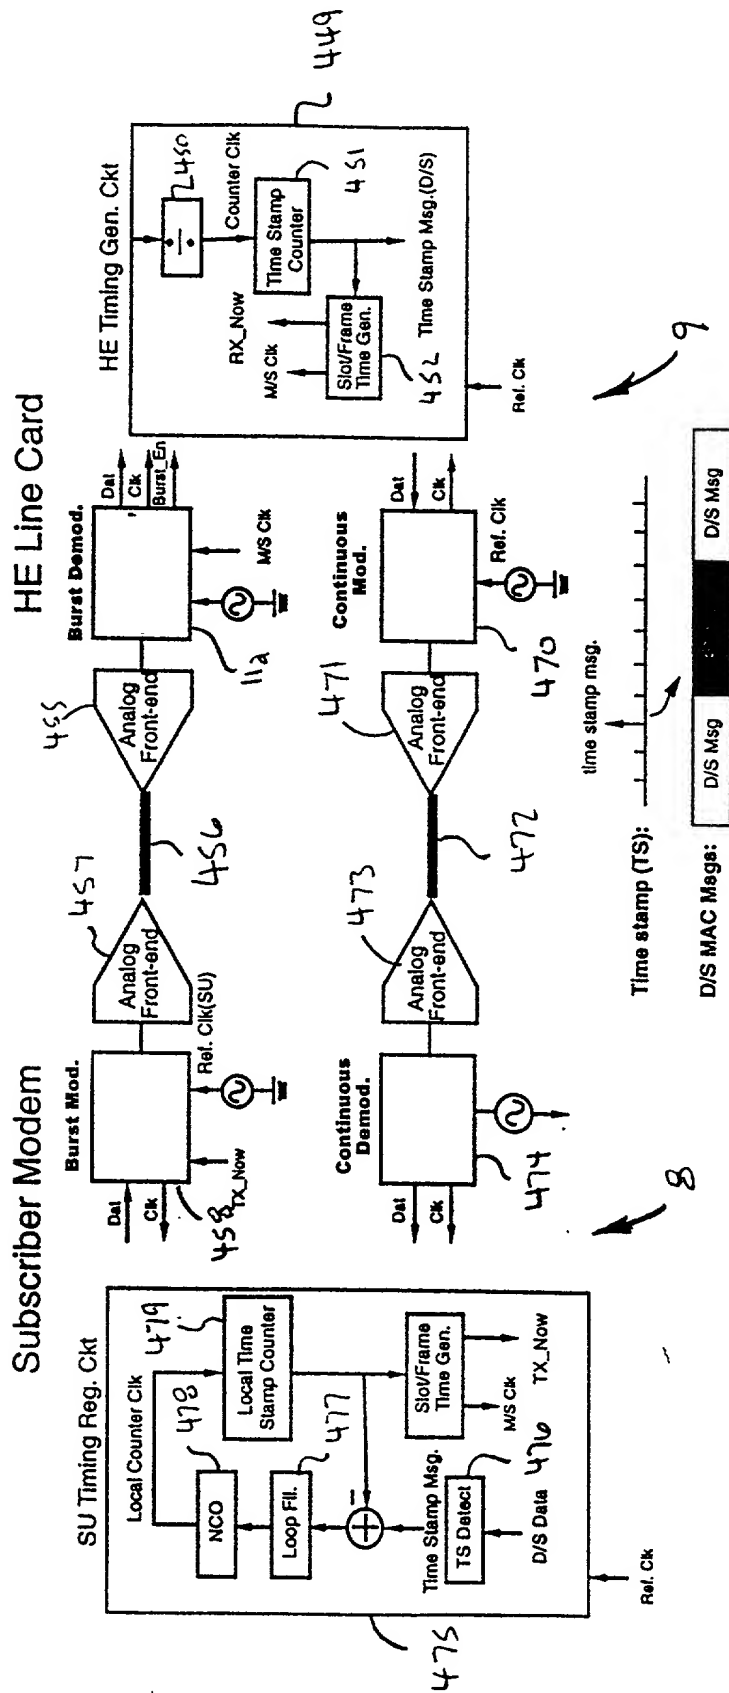 Subscriber Modem
HE Line Card
SU Timing Reg. Ckt
Local Counter Clk
478
479
NCO
Local Time
Stamp Counter
477
Loop Fil.
−
Time Stamp Msg.
Slot/Frame
Time Gen.
TS Detect
476
M/S Clk
TX_Now
D/S Data
Ref. Clk
475
Burst Mod.
Dat
Clk
458
TX_Now
Ref. Clk(SU)
457
Analog
Front-end
456
455
Analog
Front-end
Burst Demod.
11a
Dat
Clk
Burst_En
M/S Clk
Continuous
Demod.
Dat
Clk
474
473
Analog
Front-end
472
471
Analog
Front-end
Continuous
Mod.
470
Dat
Clk
Ref. Clk
HE Timing Gen. Ckt
450
Counter Clk
449
Time Stamp
Counter
451
RX_Now
M/S Clk
Slot/Frame
Time Gen.
452
Time Stamp Msg.(D/S)
Ref. Clk
8
9
Time stamp (TS):
time stamp msg.
D/S MAC Msgs:
D/S Msg
D/S Msg